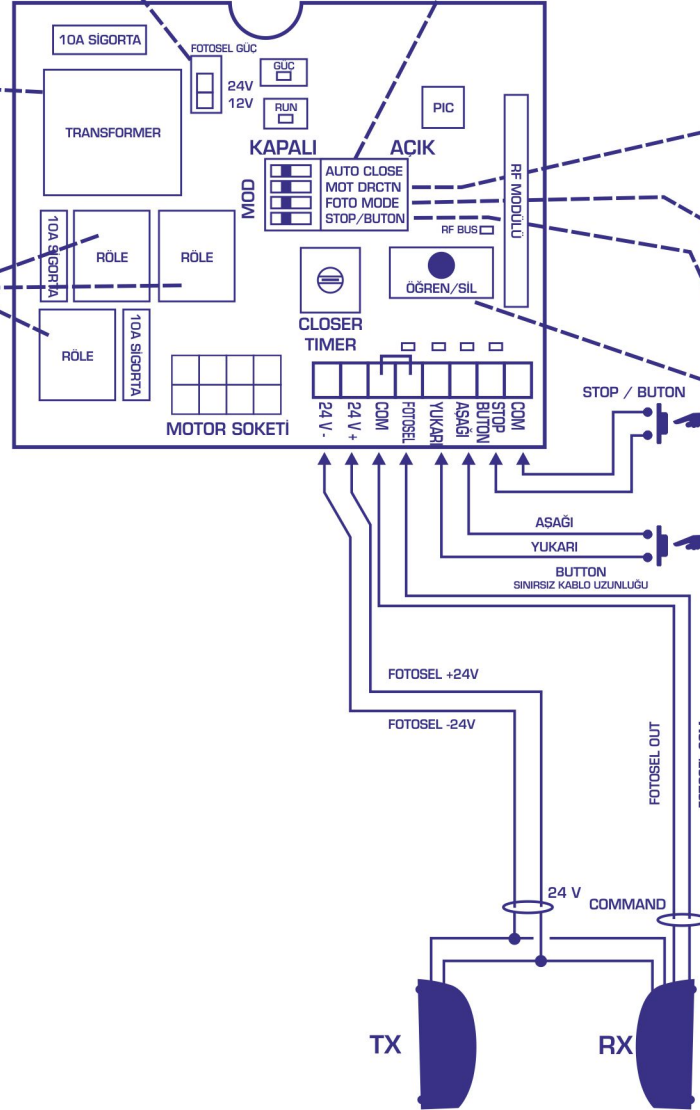 10A SİGORTA
FOTOSEL GÜÇ
24V
12V
GÜÇ
RUN
TRANSFORMER
PIC
KAPALI
AÇIK
MOD
AUTO CLOSE
MOT DRCTN
FOTO MODE
STOP/BUTON
RF MODÜLÜ
RF BUS
10A SİGORTA
RÖLE
RÖLE
ÖĞREN/SİL
CLOSER
TIMER
RÖLE
10A SİGORTA
MOTOR SOKETİ
24 V -
24 V +
COM
FOTOSEL
YUKARI
AŞAĞI
BUTON
STOP
COM
STOP / BUTON
AŞAĞI
YUKARI
BUTTON
SINIRSIZ KABLO UZUNLUĞU
FOTOSEL +24V
FOTOSEL -24V
FOTOSEL OUT
24 V
COMMAND
TX
RX